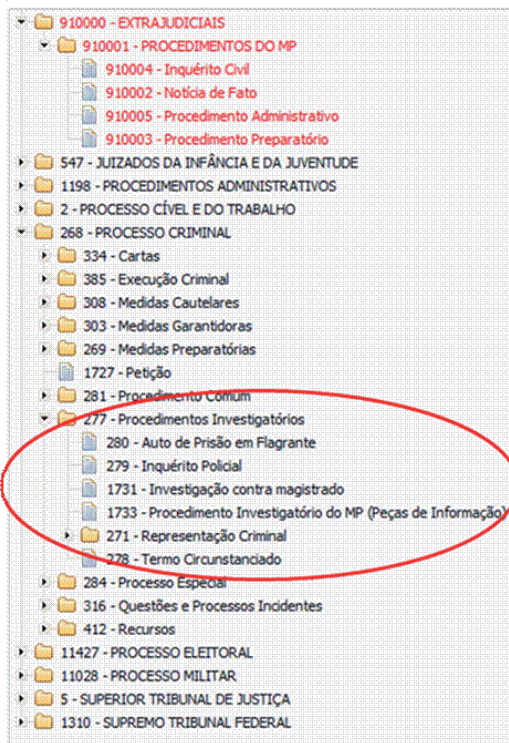 910000 - EXTRAJUDICIAIS
910001 - PROCEDIMENTOS DO MP
910004 - Inquérito Civil
910002 - Notícia de Fato
910005 - Procedimento Administrativo
910003 - Procedimento Preparatório
547 - JUIZADOS DA INFÂNCIA E DA JUVENTUDE
1198 - PROCEDIMENTOS ADMINISTRATIVOS
2 - PROCESSO CÍVEL E DO TRABALHO
268 - PROCESSO CRIMINAL
334 - Cartas
385 - Execução Criminal
308 - Medidas Cautelares
303 - Medidas Garantidoras
269 - Medidas Preparatórias
1727 - Petição
281 - Procedimento Comum
277 - Procedimentos Investigatórios
280 - Auto de Prisão em Flagrante
279 - Inquérito Policial
1731 - Investigação contra magistrado
1733 - Procedimento Investigatório do MP (Peças de Informação)
271 - Representação Criminal
278 - Termo Circunstanciado
284 - Processo Especial
316 - Questões e Processos Incidentes
412 - Recursos
11427 - PROCESSO ELEITORAL
11028 - PROCESSO MILITAR
5 - SUPERIOR TRIBUNAL DE JUSTIÇA
1310 - SUPREMO TRIBUNAL FEDERAL